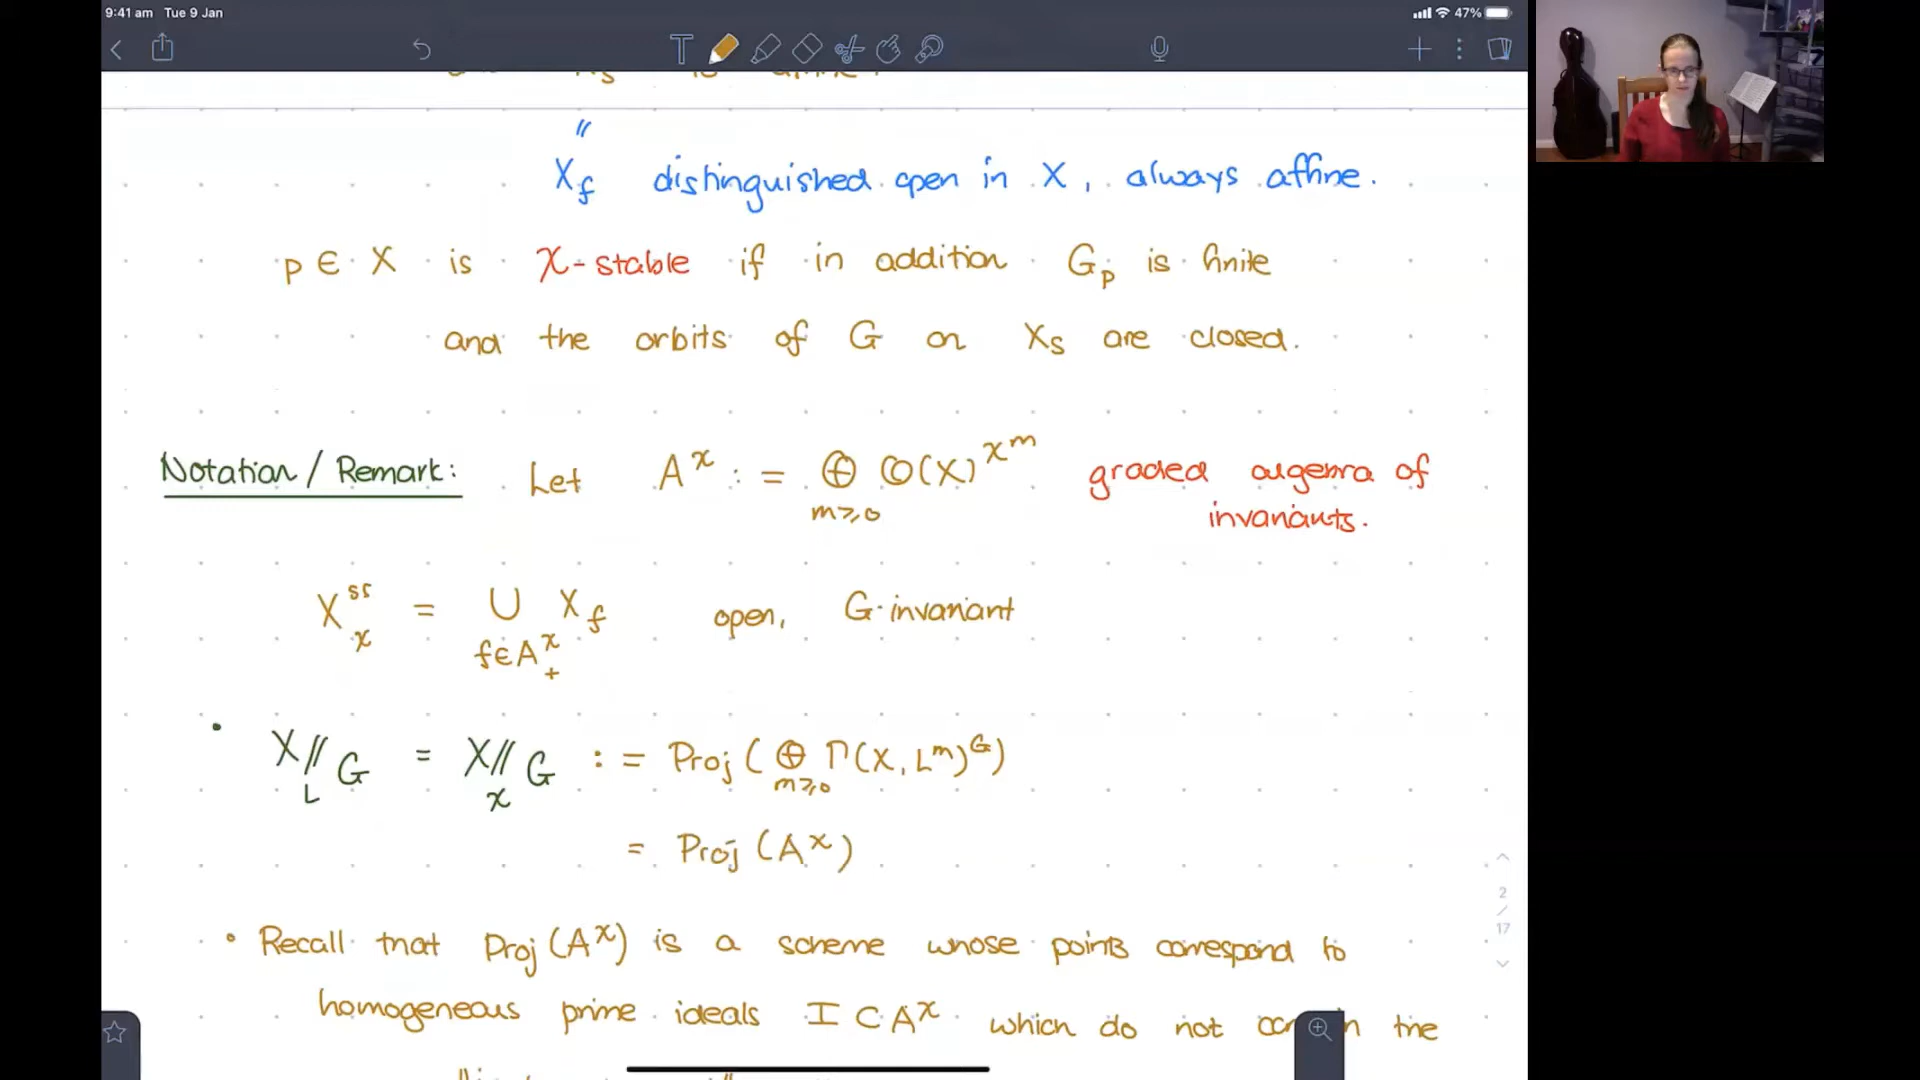 9:41 am Tue 9 Jan
47%
X_f distinguished open in X, always affine.
p ∈ X is χ-stable if in addition G_p is finite
and the orbits of G on X_s are closed.
Notation / Remark: Let A^χ := ⊕_{m≥0} O(X)^{χ^m} graded algebra of
invariants.
X^{ss}_χ = ∪_{f∈A^χ_+} X_f open, G-invariant
• X//_L G = X//_χ G := Proj ( ⊕_{m≥0} Γ(X, L^m)^G )
= Proj (A^χ)
• Recall that Proj (A^χ) is a scheme whose points correspond to
homogeneous prime ideals I ⊂ A^χ which do not the
2
/
17